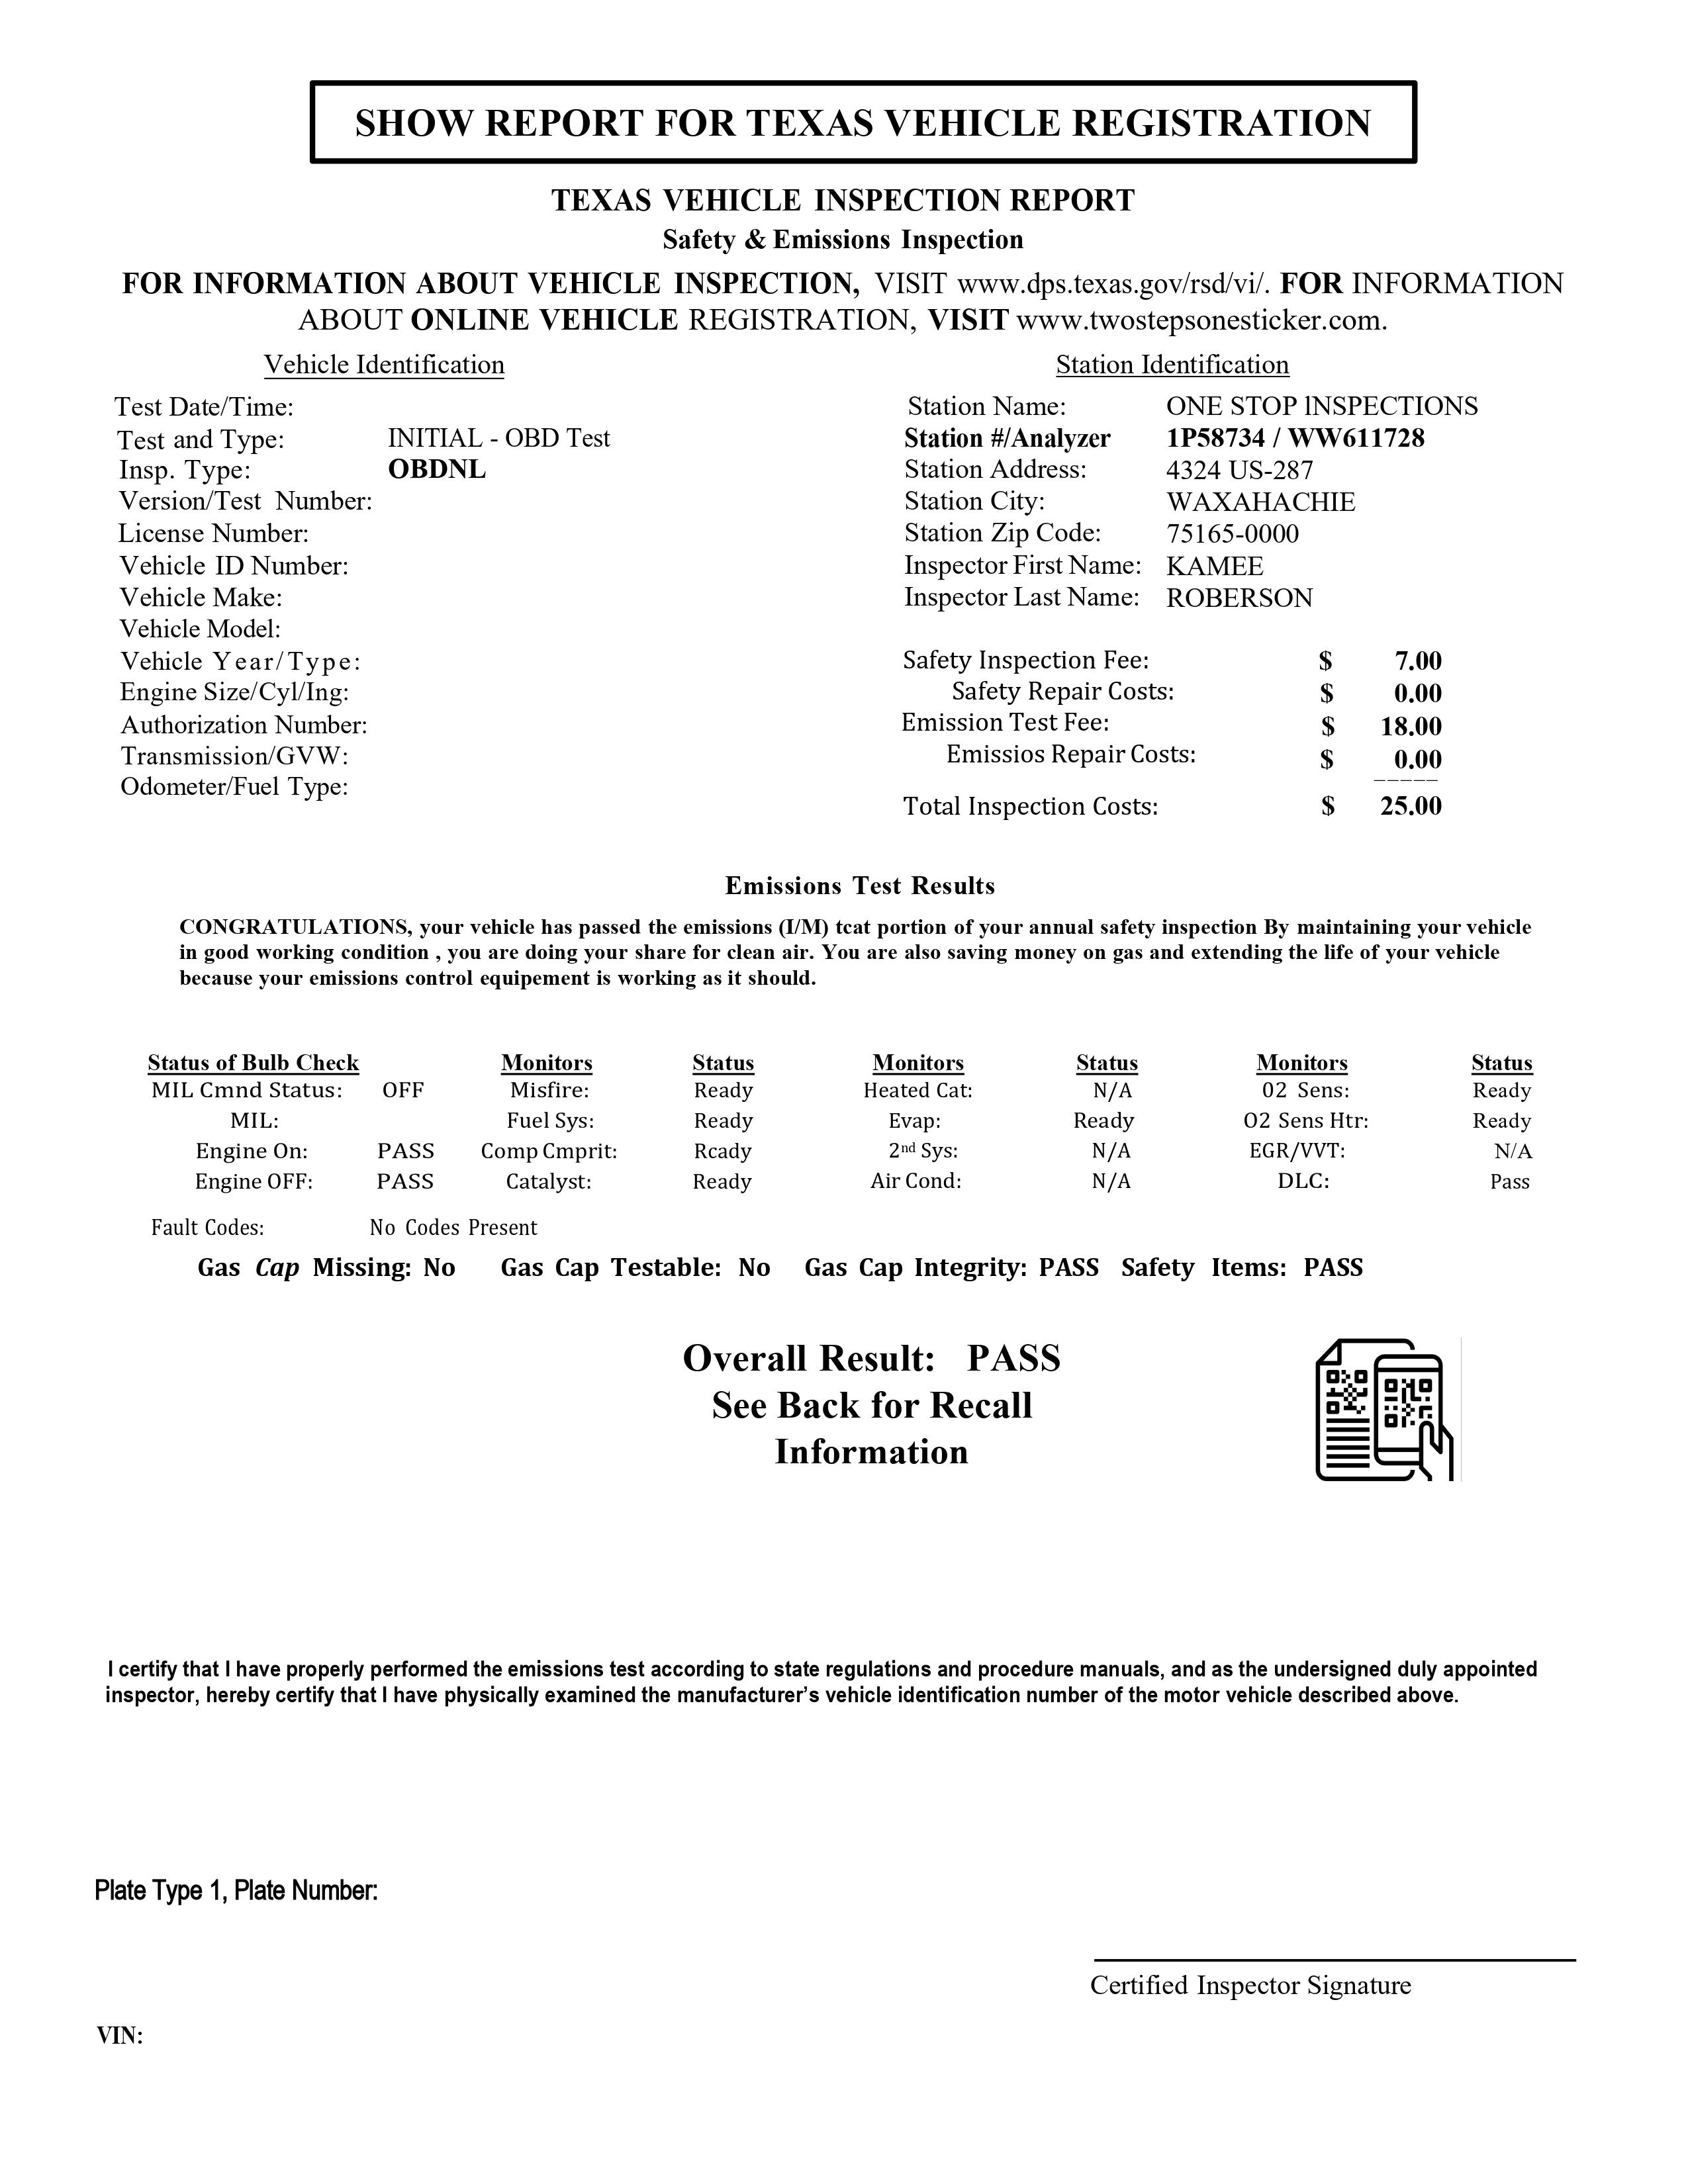 SHOW REPORT FOR TEXAS VEHICLE REGISTRATION
TEXAS VEHICLE INSPECTION REPORT
Safety & Emissions Inspection
FOR INFORMATION ABOUT VEHICLE INSPECTION, VISIT www.dps.texas.gov/rsd/vi/. FOR INFORMATION
ABOUT ONLINE VEHICLE REGISTRATION, VISIT www.twostepsonesticker.com.
Vehicle Identification
Test Date/Time:
Test and Type: INITIAL - OBD Test
Insp. Type: OBDNL
Version/Test Number:
License Number:
Vehicle ID Number:
Vehicle Make:
Vehicle Model:
Vehicle Year/Type:
Engine Size/Cyl/Ing:
Authorization Number:
Transmission/GVW:
Odometer/Fuel Type:
Station Identification
Station Name: ONE STOP lNSPECTIONS
Station #/Analyzer 1P58734 / WW611728
Station Address: 4324 US-287
Station City: WAXAHACHIE
Station Zip Code: 75165-0000
Inspector First Name: KAMEE
Inspector Last Name: ROBERSON
Safety Inspection Fee: $ 7.00
Safety Repair Costs: $ 0.00
Emission Test Fee: $ 18.00
Emissios Repair Costs: $ 0.00
_____
Total Inspection Costs: $ 25.00
Emissions Test Results
CONGRATULATIONS, your vehicle has passed the emissions (I/M) tcat portion of your annual safety inspection By maintaining your vehicle
in good working condition , you are doing your share for clean air. You are also saving money on gas and extending the life of your vehicle
because your emissions control equipement is working as it should.
Status of Bulb Check Monitors Status Monitors Status Monitors Status
MIL Cmnd Status: OFF Misfire: Ready Heated Cat: N/A 02 Sens: Ready
MIL: Fuel Sys: Ready Evap: Ready O2 Sens Htr: Ready
Engine On: PASS Comp Cmprit: Rcady 2nd Sys: N/A EGR/VVT: N/A
Engine OFF: PASS Catalyst: Ready Air Cond: N/A DLC: Pass
Fault Codes: No Codes Present
Gas Cap Missing: No Gas Cap Testable: No Gas Cap Integrity: PASS Safety Items: PASS
Overall Result: PASS
See Back for Recall
Information
I certify that I have properly performed the emissions test according to state regulations and procedure manuals, and as the undersigned duly appointed
inspector, hereby certify that I have physically examined the manufacturer's vehicle identification number of the motor vehicle described above.
Plate Type 1, Plate Number:
Certified Inspector Signature
VIN: